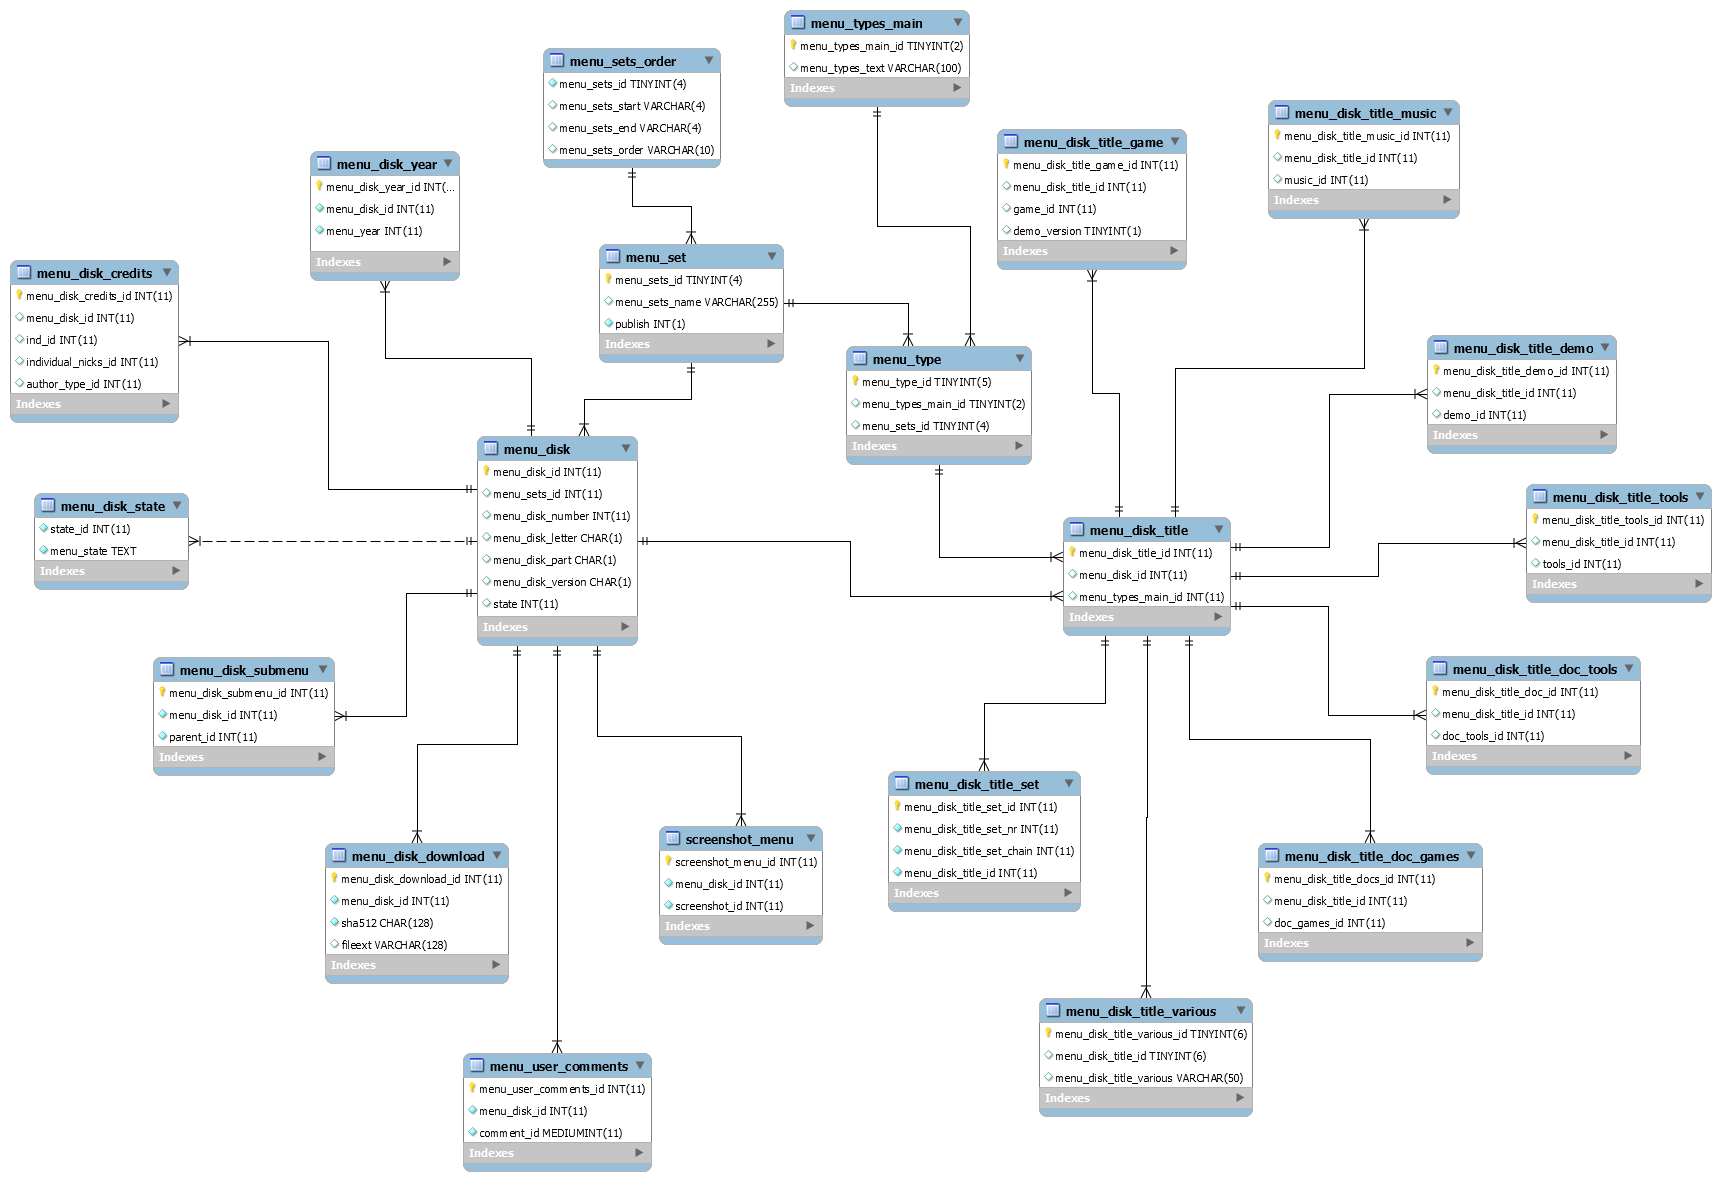 menu_types_main
menu_types_main_id TINYINT(2)
menu_types_text VARCHAR(100)
Indexes
menu_sets_order
menu_sets_id TINYINT(4)
menu_sets_start VARCHAR(4)
menu_sets_end VARCHAR(4)
menu_sets_order VARCHAR(10)
menu_disk_title_music
menu_disk_title_music_id INT(11)
menu_disk_title_id INT(11)
music_id INT(11)
Indexes
menu_disk_title_game
menu_disk_title_game_id INT(11)
menu_disk_title_id INT(11)
game_id INT(11)
demo_version TINYINT(1)
Indexes
menu_disk_year
menu_disk_year_id INT(...
menu_disk_id INT(11)
menu_year INT(11)
Indexes
menu_set
menu_sets_id TINYINT(4)
menu_sets_name VARCHAR(255)
publish INT(1)
Indexes
menu_disk_credits
menu_disk_credits_id INT(11)
menu_disk_id INT(11)
ind_id INT(11)
individual_nicks_id INT(11)
author_type_id INT(11)
Indexes
menu_type
menu_type_id TINYINT(5)
menu_types_main_id TINYINT(2)
menu_sets_id TINYINT(4)
Indexes
menu_disk_title_demo
menu_disk_title_demo_id INT(11)
menu_disk_title_id INT(11)
demo_id INT(11)
Indexes
menu_disk
menu_disk_id INT(11)
menu_sets_id INT(11)
menu_disk_number INT(11)
menu_disk_letter CHAR(1)
menu_disk_part CHAR(1)
menu_disk_version CHAR(1)
state INT(11)
Indexes
menu_disk_state
state_id INT(11)
menu_state TEXT
Indexes
menu_disk_title
menu_disk_title_id INT(11)
menu_disk_id INT(11)
menu_types_main_id INT(11)
Indexes
menu_disk_title_tools
menu_disk_title_tools_id INT(11)
menu_disk_title_id INT(11)
tools_id INT(11)
Indexes
menu_disk_submenu
menu_disk_submenu_id INT(11)
menu_disk_id INT(11)
parent_id INT(11)
Indexes
menu_disk_title_doc_tools
menu_disk_title_doc_id INT(11)
menu_disk_title_id INT(11)
doc_tools_id INT(11)
Indexes
menu_disk_title_set
menu_disk_title_set_id INT(11)
menu_disk_title_set_nr INT(11)
menu_disk_title_set_chain INT(11)
menu_disk_title_id INT(11)
Indexes
screenshot_menu
screenshot_menu_id INT(11)
menu_disk_id INT(11)
screenshot_id INT(11)
Indexes
menu_disk_download
menu_disk_download_id INT(11)
menu_disk_id INT(11)
sha512 CHAR(128)
fileext VARCHAR(128)
Indexes
menu_disk_title_doc_games
menu_disk_title_docs_id INT(11)
menu_disk_title_id INT(11)
doc_games_id INT(11)
Indexes
menu_disk_title_various
menu_disk_title_various_id TINYINT(6)
menu_disk_title_id TINYINT(6)
menu_disk_title_various VARCHAR(50)
Indexes
menu_user_comments
menu_user_comments_id INT(11)
menu_disk_id INT(11)
comment_id MEDIUMINT(11)
Indexes